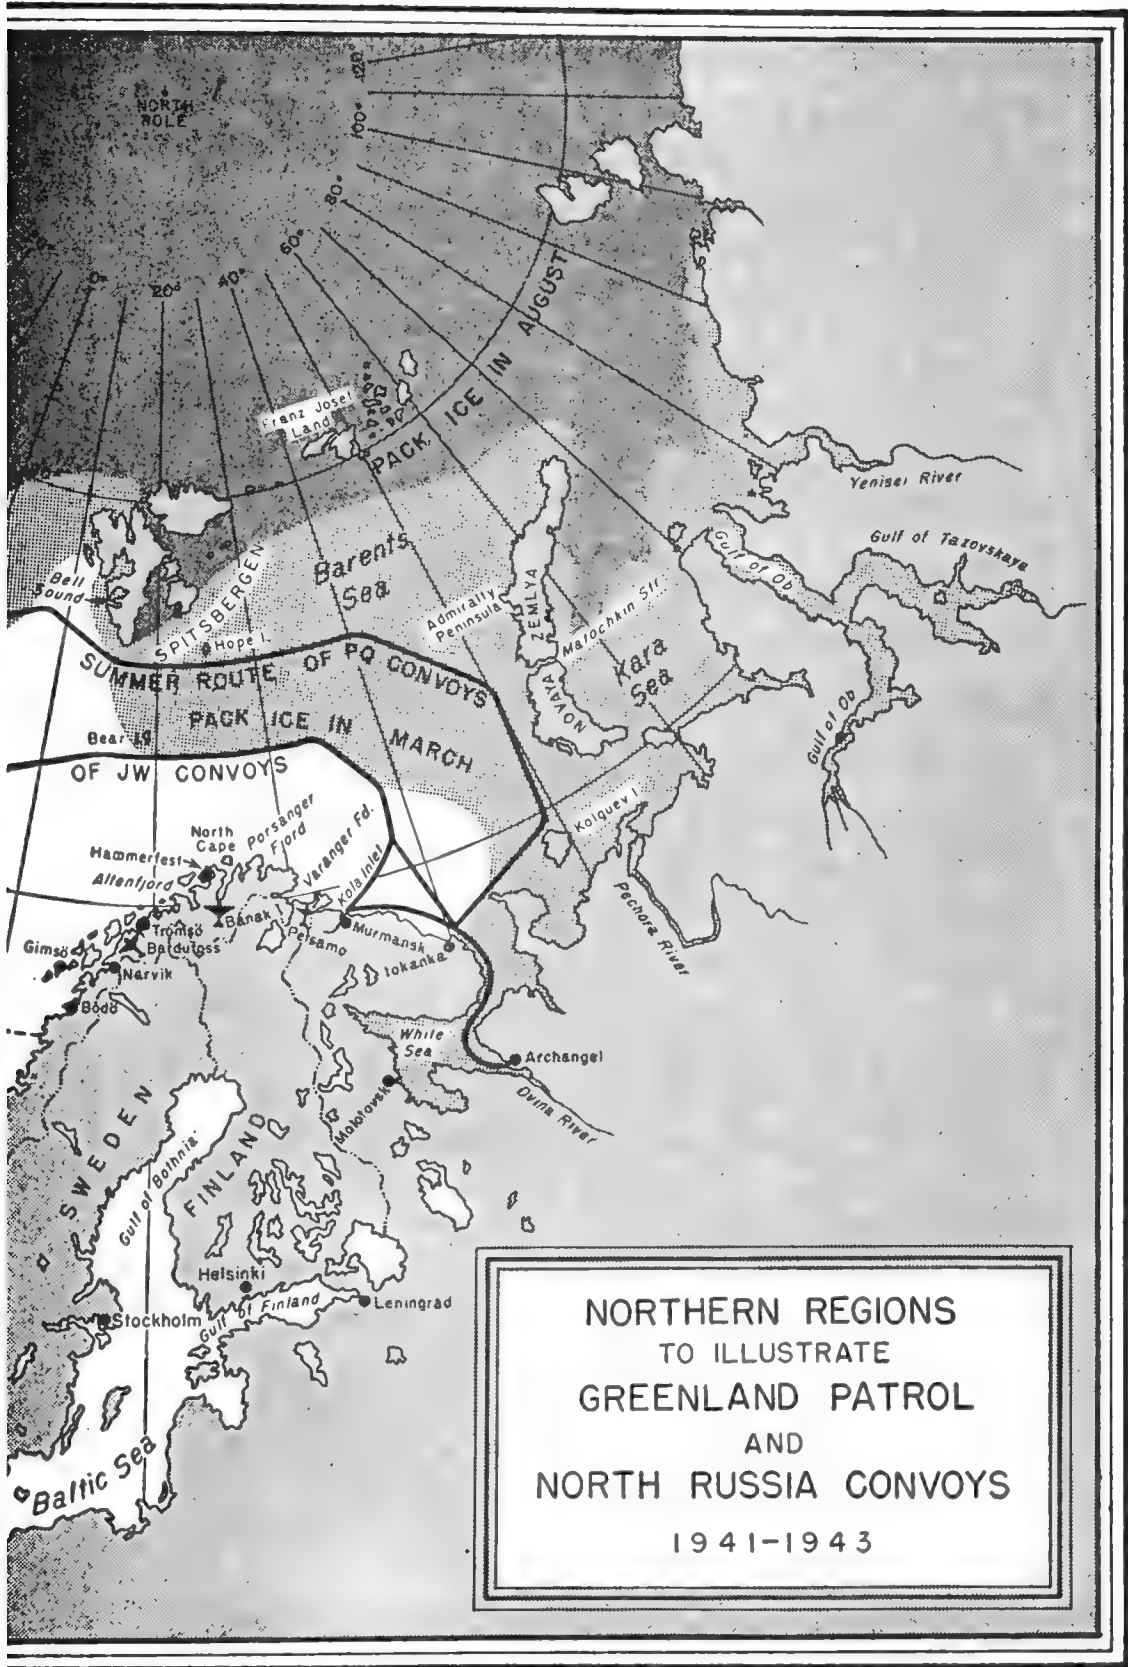 NORTH
POLE
120°
100°
80°
60°
40°
20°
0°
PACK ICE IN AUGUST
Franz Josef
Land
Yenisei River
Gulf of Tazovskaya
Gulf of Ob
Barents
Sea
Bell
Sound
SPITSBERGEN
Hope I.
Admiralty
Peninsula
NOVAYA ZEMLYA
Matochkin Str.
Kara
Sea
Gulf of Ob
SUMMER ROUTE OF PQ CONVOYS
PACK ICE IN MARCH
Bear I.
OF JW CONVOYS
Kolguev I
North
Cape
Porsanger
Fjord
Varanger Fd.
Kola Inlet
Hammerfest
Altenfjord
Banak
Petsamo
Murmansk
Iokanka
Pechora River
Tromsö
Bardufoss
Gimsö
Narvik
Bödö
White
Sea
Archangel
Dvina River
Molotovsk
SWEDEN
Gulf of Bothnia
FINLAND
Helsinki
Gulf of Finland
Leningrad
Stockholm
Baltic Sea
NORTHERN REGIONS
TO ILLUSTRATE
GREENLAND PATROL
AND
NORTH RUSSIA CONVOYS
1941-1943